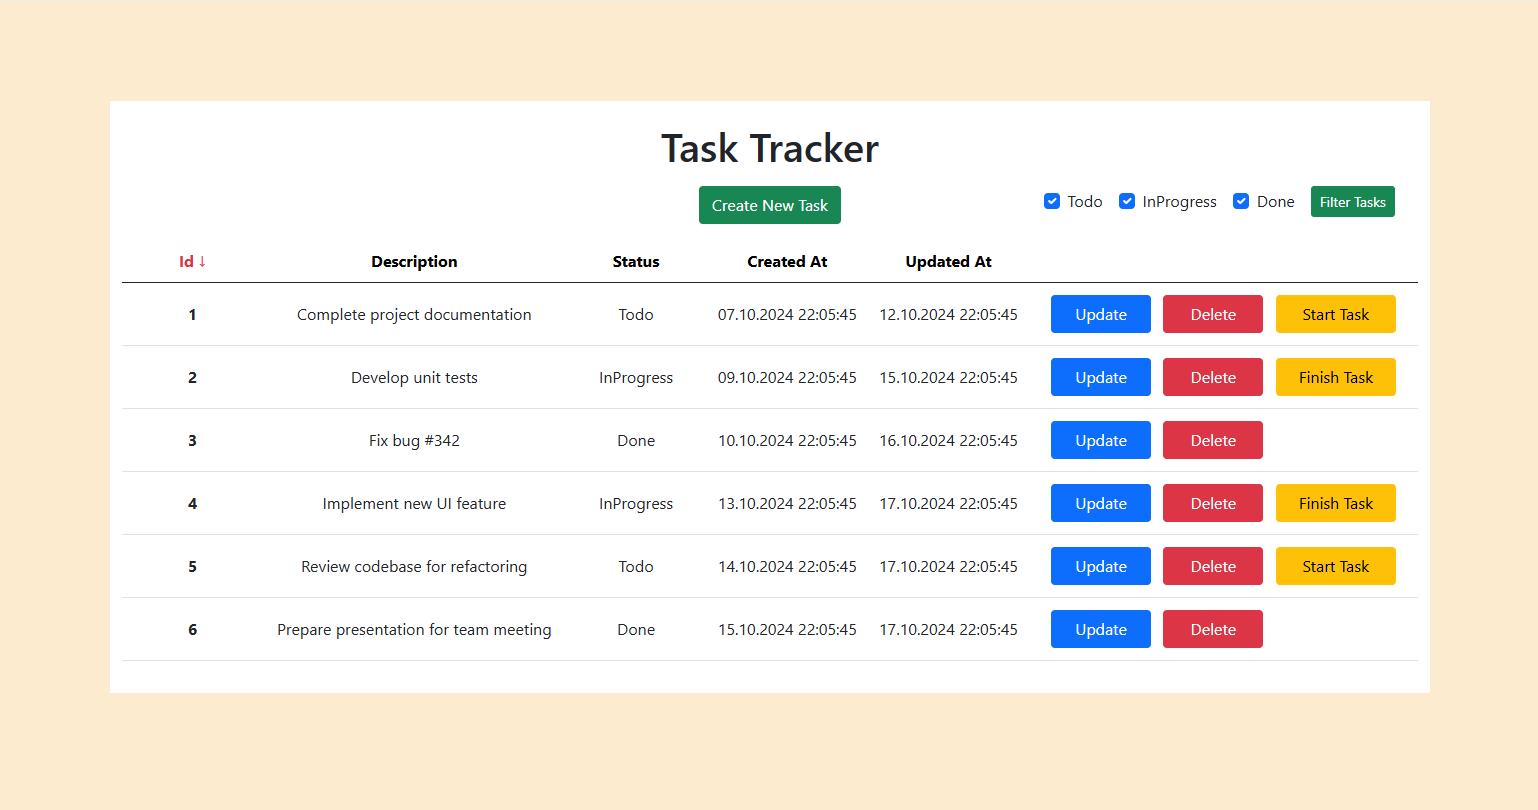 Task Tracker
Create New Task
Todo InProgress Done Filter Tasks
Id ↓ Description Status Created At Updated At
1 Complete project documentation Todo 07.10.2024 22:05:45 12.10.2024 22:05:45 Update Delete Start Task
2 Develop unit tests InProgress 09.10.2024 22:05:45 15.10.2024 22:05:45 Update Delete Finish Task
3 Fix bug #342 Done 10.10.2024 22:05:45 16.10.2024 22:05:45 Update Delete
4 Implement new UI feature InProgress 13.10.2024 22:05:45 17.10.2024 22:05:45 Update Delete Finish Task
5 Review codebase for refactoring Todo 14.10.2024 22:05:45 17.10.2024 22:05:45 Update Delete Start Task
6 Prepare presentation for team meeting Done 15.10.2024 22:05:45 17.10.2024 22:05:45 Update Delete